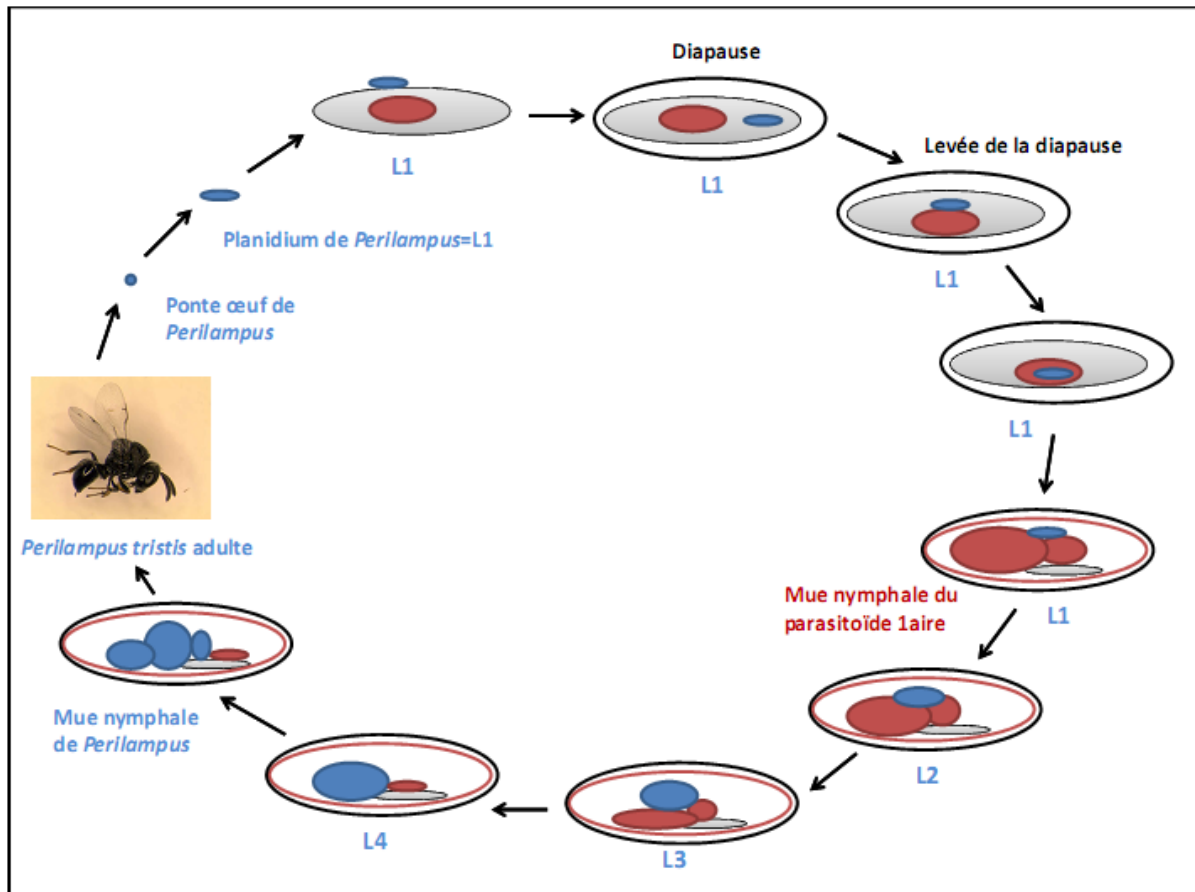 Diapause
L1
L1
Levée de la diapause
L1
Planidium de Perilampus=L1
Ponte œuf de
Perilampus
L1
Perilampus tristis adulte
Mue nymphale du
parasitoïde 1aire
L1
L2
Mue nymphale
de Perilampus
L4
L3